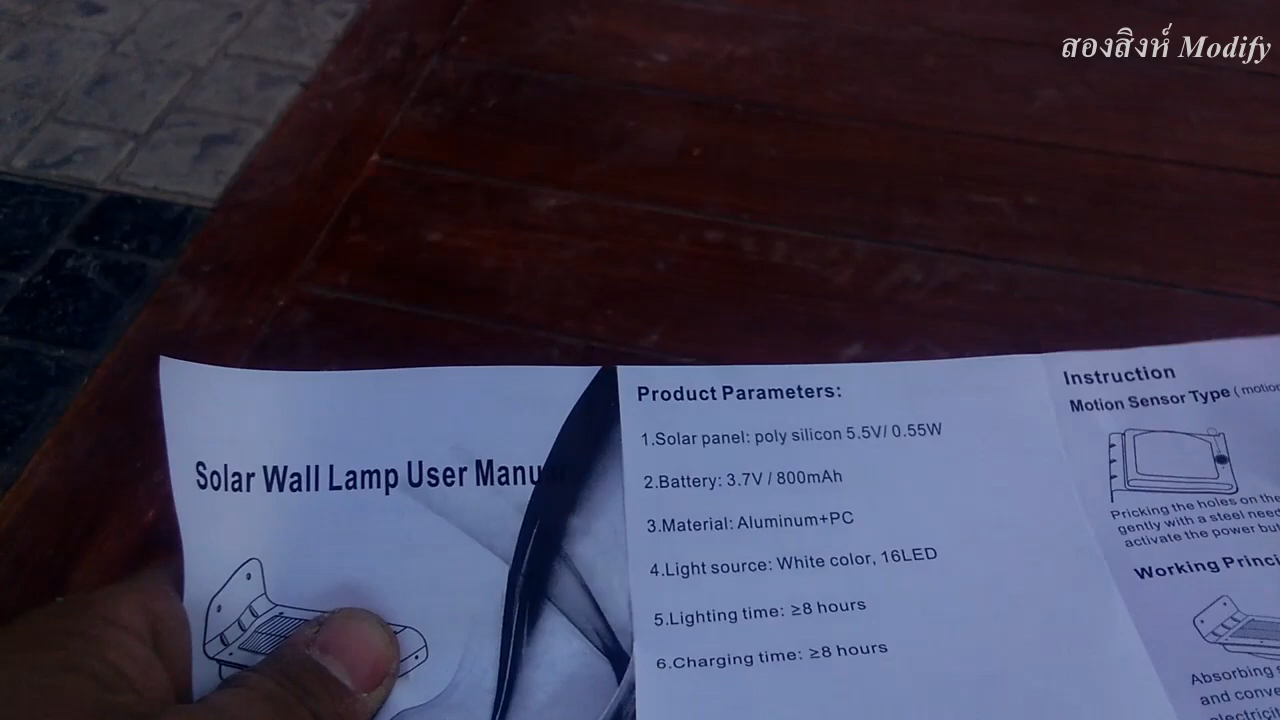 สองสิงห์ Modify
Solar Wall Lamp User Manu
Product Parameters:
1.Solar panel: poly silicon 5.5V/ 0.55W
2.Battery: 3.7V / 800mAh
3.Material: Aluminum+PC
4.Light source: White color, 16LED
5.Lighting time: ≥8 hours
6.Charging time: ≥8 hours
Instruction
Motion Sensor Type ( motion
Pricking the holes on the
gently with a steel need
activate the power but
Working Princi
Absorbing
and conve
electricit